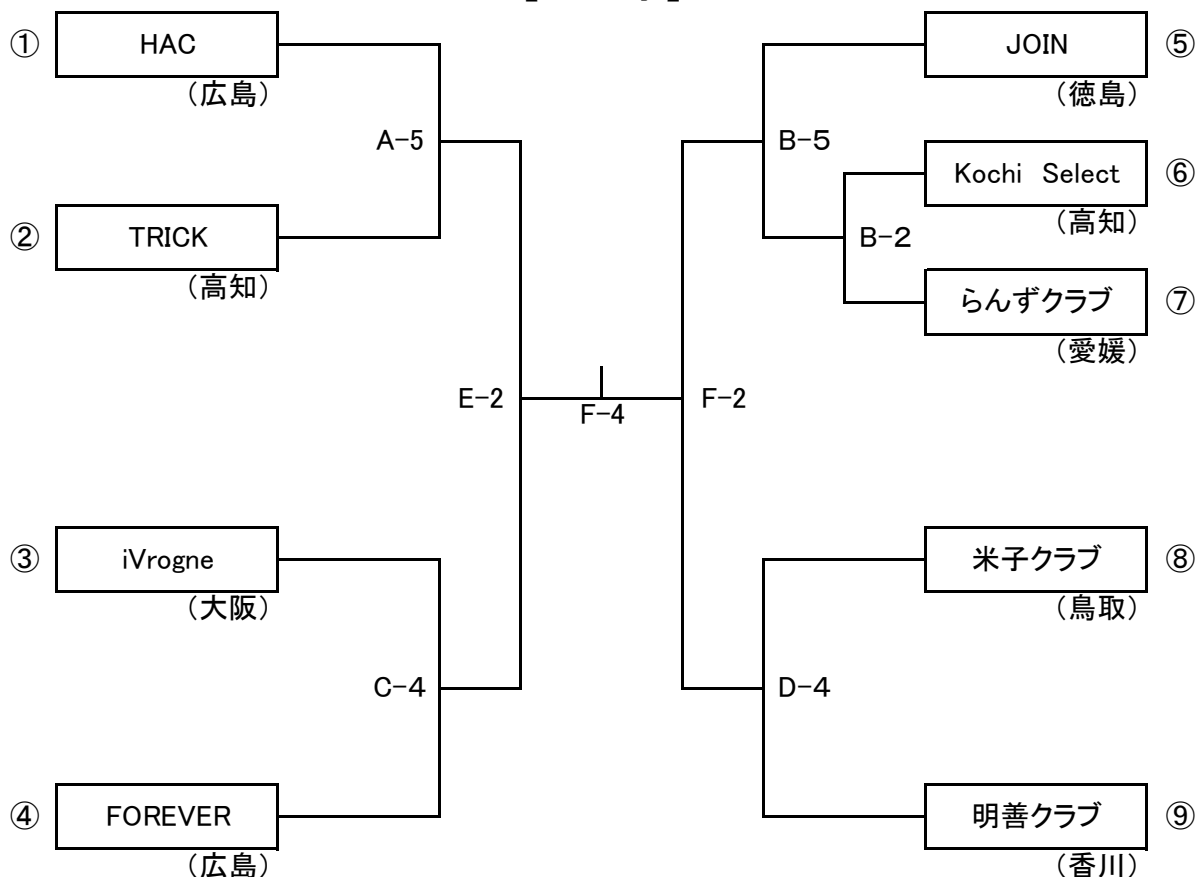 ① HAC
（広島）
A-5
② TRICK
（高知）
E-2
③ iVrogne
（大阪）
C-4
④ FOREVER
（広島）
F-4
JOIN ⑤
（徳島）
B-5
Kochi Select ⑥
（高知）
B-2
らんずクラブ ⑦
（愛媛）
F-2
米子クラブ ⑧
（鳥取）
D-4
明善クラブ ⑨
（香川）